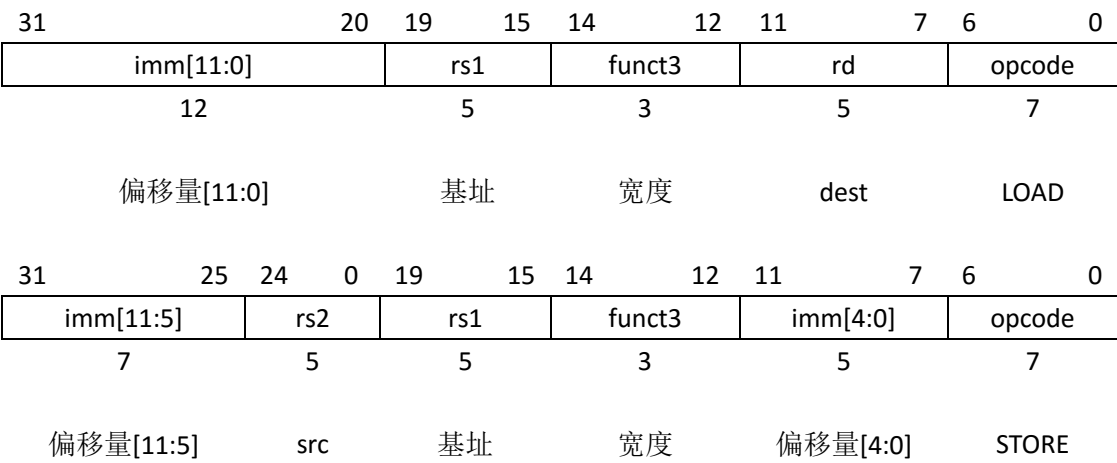 31 20 19 15 14 12 11 7 6 0
imm[11:0] rs1 funct3 rd opcode
12 5 3 5 7
偏移量[11:0] 基址 宽度 dest LOAD
31 25 24 0 19 15 14 12 11 7 6 0
imm[11:5] rs2 rs1 funct3 imm[4:0] opcode
7 5 5 3 5 7
偏移量[11:5] src 基址 宽度 偏移量[4:0] STORE